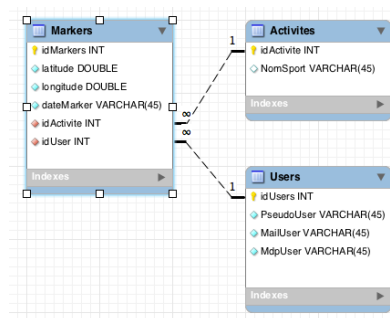 Markers
idMarkers INT
latitude DOUBLE
longitude DOUBLE
dateMarker VARCHAR(45)
idActivite INT
idUser INT
Indexes
1
∞
∞
1
Activites
idActivite INT
NomSport VARCHAR(45)
Indexes
Users
idUsers INT
PseudoUser VARCHAR(45)
MailUser VARCHAR(45)
MdpUser VARCHAR(45)
Indexes